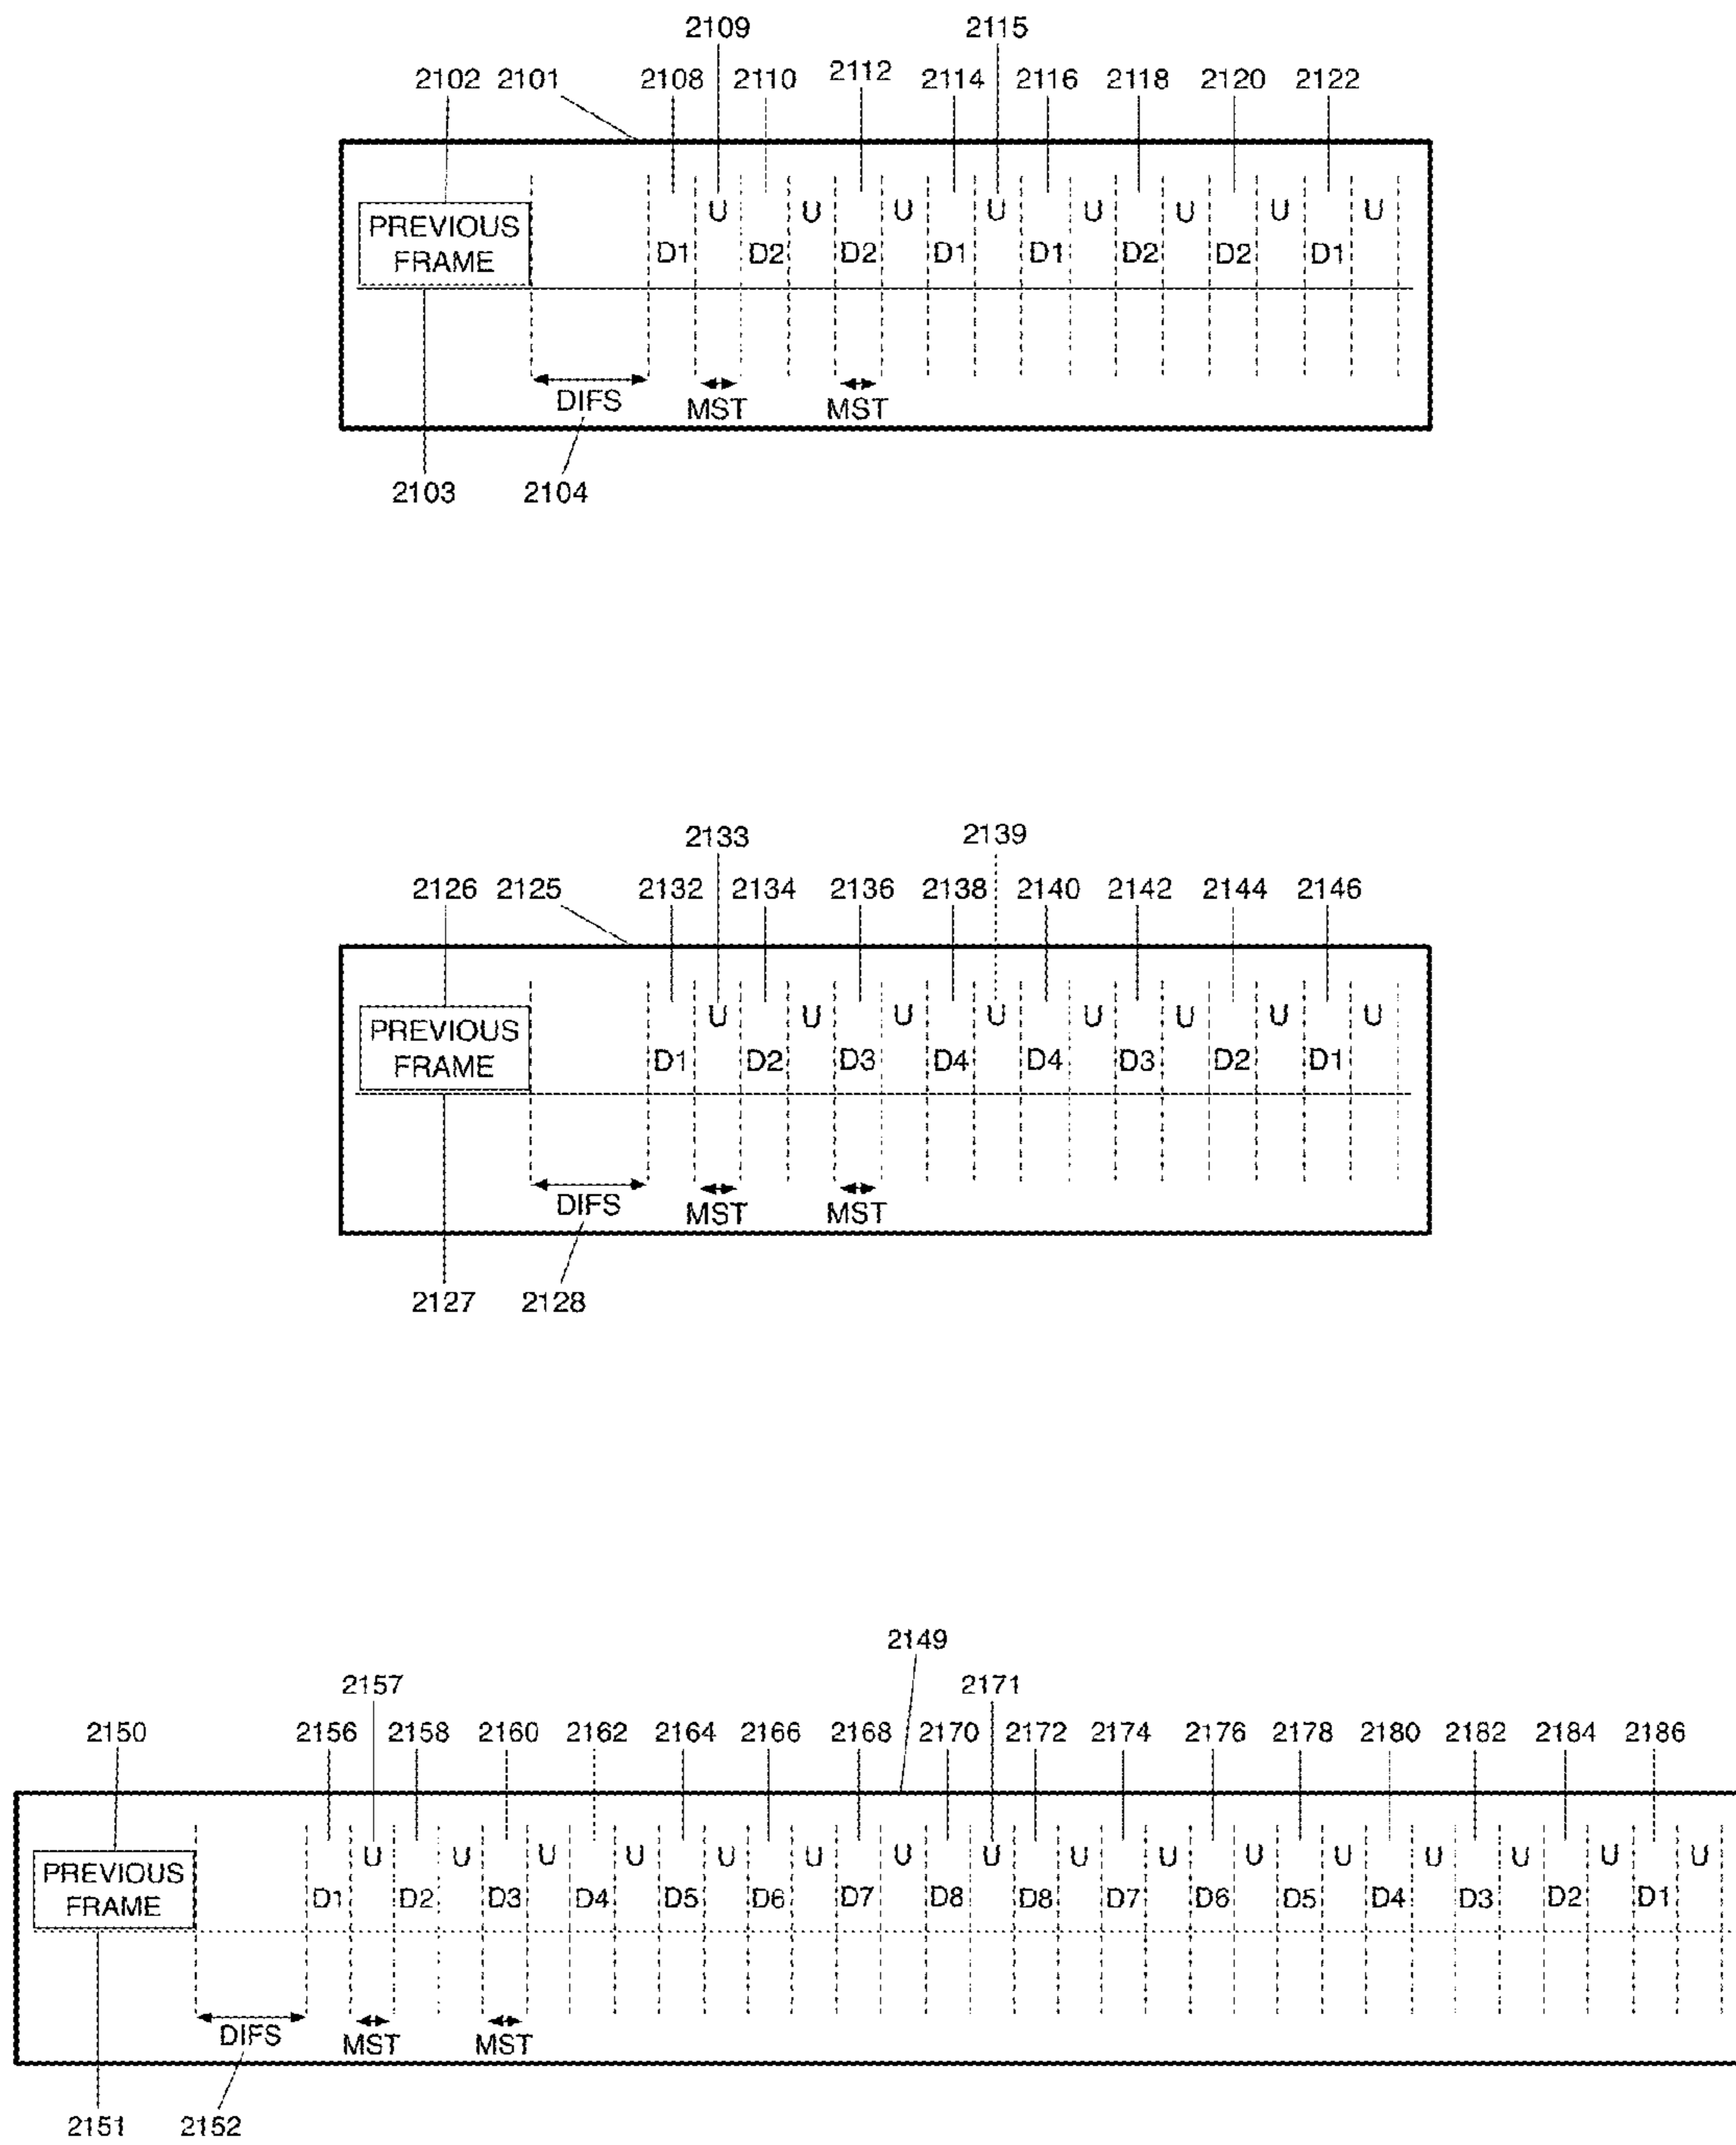 2109 2115
2102 2101 2108 2110 2112 2114 2116 2118 2120 2122
U U U U U U U U
PREVIOUS
FRAME
D1 D2 D2 D1 D1 D2 D2 D1
DIFS MST MST
2103 2104
2133 2139
2126 2125 2132 2134 2136 2138 2140 2142 2144 2146
U U U U U U U U
PREVIOUS
FRAME
D1 D2 D3 D4 D4 D3 D2 D1
DIFS MST MST
2127 2128
2149
2157 2171
2150 2156 2158 2160 2162 2164 2166 2168 2170 2172 2174 2176 2178 2180 2182 2184 2186
U U U U U U U U U U U U U U U U
PREVIOUS
FRAME
D1 D2 D3 D4 D5 D6 D7 D8 D8 D7 D6 D5 D4 D3 D2 D1
DIFS MST MST
2151 2152